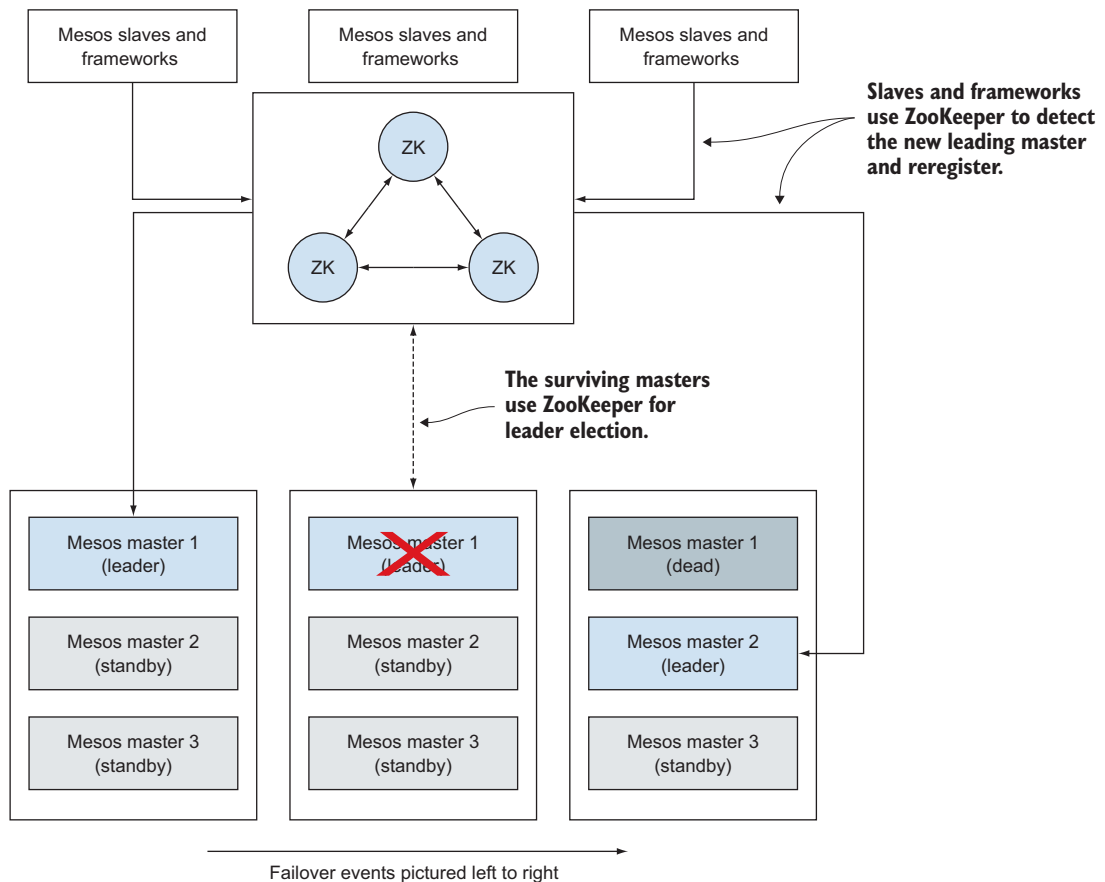 Mesos slaves and
frameworks
Mesos slaves and
frameworks
Mesos slaves and
frameworks
Slaves and frameworks
use ZooKeeper to detect
the new leading master
and reregister.
ZK
ZK
ZK
The surviving masters
use ZooKeeper for
leader election.
Mesos master 1
(leader)
Mesos master 2
(standby)
Mesos master 3
(standby)
Mesos master 1
(leader)
Mesos master 2
(standby)
Mesos master 3
(standby)
Mesos master 1
(dead)
Mesos master 2
(leader)
Mesos master 3
(standby)
Failover events pictured left to right